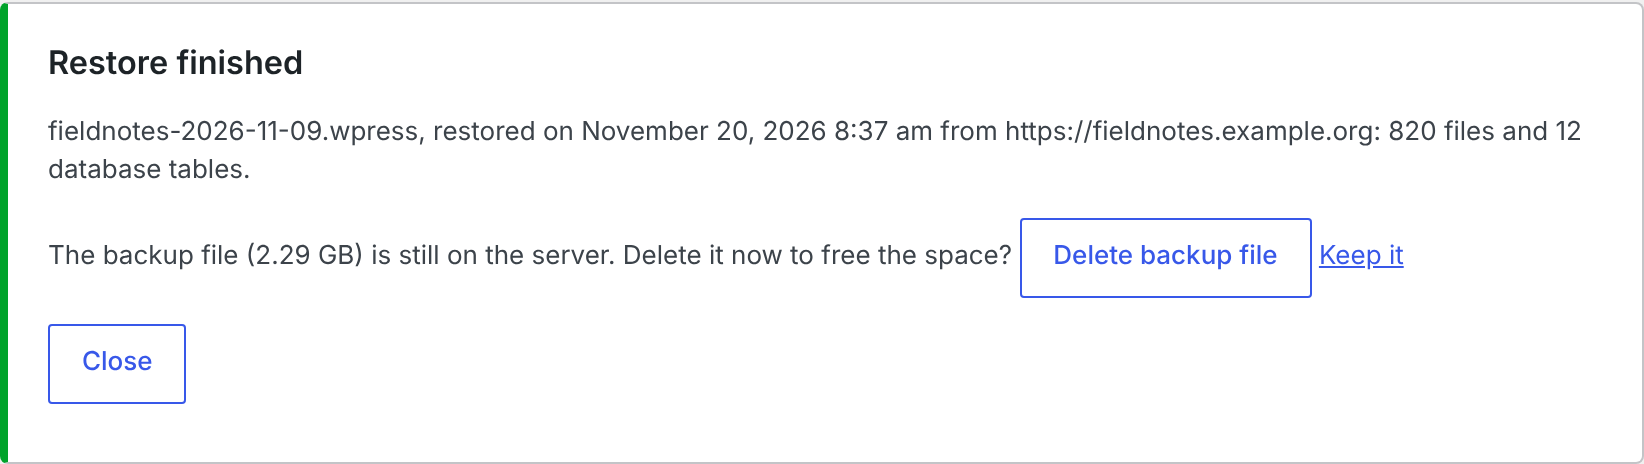 Restore finished
fieldnotes-2026-11-09.wpress, restored on November 20, 2026 8:37 am from https://fieldnotes.example.org: 820 files and 12
database tables.
The backup file (2.29 GB) is still on the server. Delete it now to free the space? Delete backup file Keep it
Close